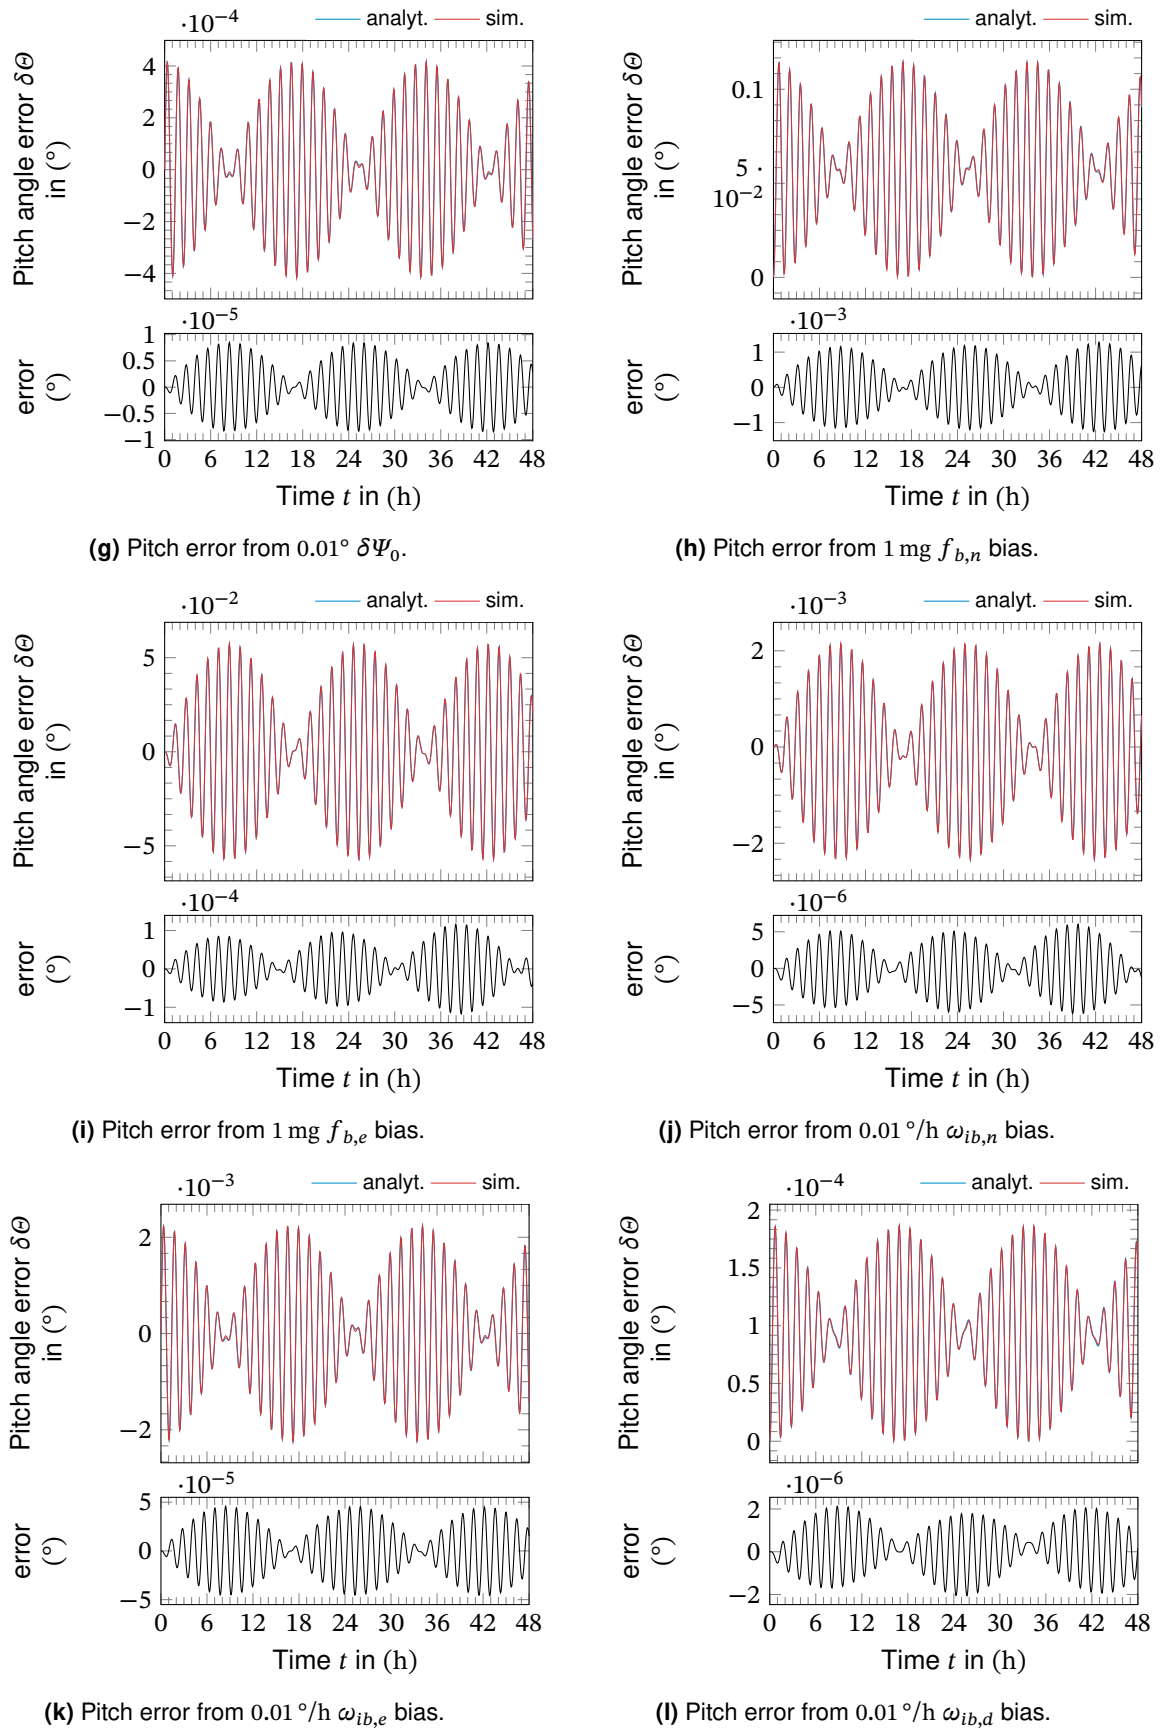 ·10⁻⁴
analyt. sim.
Pitch angle error δΘ
in (°)
4
2
0
−2
−4
·10⁻⁵
error
(°)
1
0.5
0
−0.5
−1
0 6 12 18 24 30 36 42 48
Time t in (h)
(g) Pitch error from 0.01° δΨ₀.
analyt. sim.
Pitch angle error δΘ
in (°)
0.1
5 ·
10⁻²
0
·10⁻³
error
(°)
1
0
−1
0 6 12 18 24 30 36 42 48
Time t in (h)
(h) Pitch error from 1 mg f_{b,n} bias.
·10⁻²
analyt. sim.
Pitch angle error δΘ
in (°)
5
0
−5
·10⁻⁴
error
(°)
1
0
−1
0 6 12 18 24 30 36 42 48
Time t in (h)
(i) Pitch error from 1 mg f_{b,e} bias.
·10⁻³
analyt. sim.
Pitch angle error δΘ
in (°)
2
0
−2
·10⁻⁶
error
(°)
5
0
−5
0 6 12 18 24 30 36 42 48
Time t in (h)
(j) Pitch error from 0.01 °/h ω_{ib,n} bias.
·10⁻³
analyt. sim.
Pitch angle error δΘ
in (°)
2
0
−2
·10⁻⁵
error
(°)
5
0
−5
0 6 12 18 24 30 36 42 48
Time t in (h)
(k) Pitch error from 0.01 °/h ω_{ib,e} bias.
·10⁻⁴
analyt. sim.
Pitch angle error δΘ
in (°)
2
1.5
1
0.5
0
·10⁻⁶
error
(°)
2
0
−2
0 6 12 18 24 30 36 42 48
Time t in (h)
(l) Pitch error from 0.01 °/h ω_{ib,d} bias.